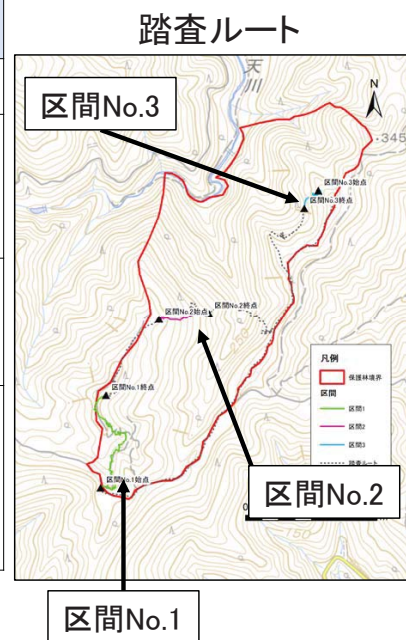 踏査ルート
天川
N
区間No.3
・345
区間No.3始点
区間No.3終点
区間No.2始点
区間No.2終点
250
凡例
保護林境界
区間
区間No.1終点
区間1
区間2
区間3
踏査ルート
区間No.1始点
区間No.2
0
150
区間No.1